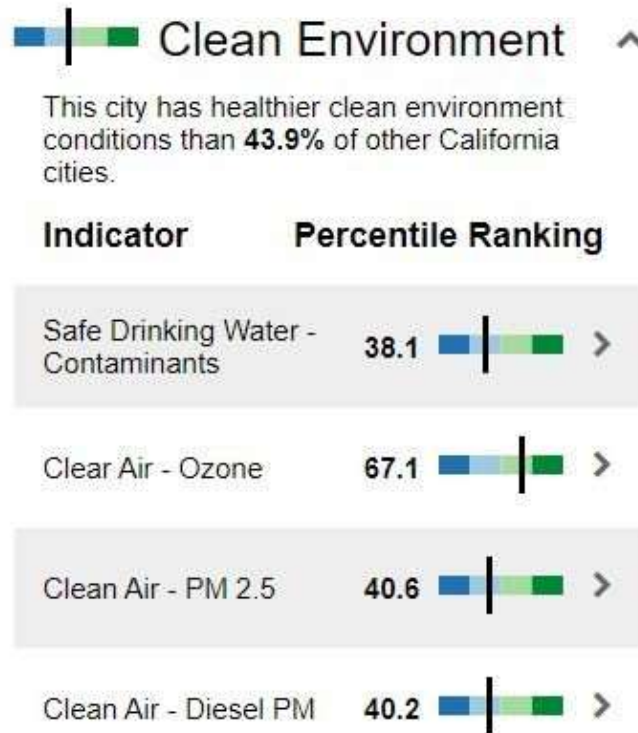 Clean Environment
This city has healthier clean environment
conditions than 43.9% of other California
cities.
Indicator Percentile Ranking
Safe Drinking Water -
Contaminants 38.1
Clear Air - Ozone 67.1
Clean Air - PM 2.5 40.6
Clean Air - Diesel PM 40.2